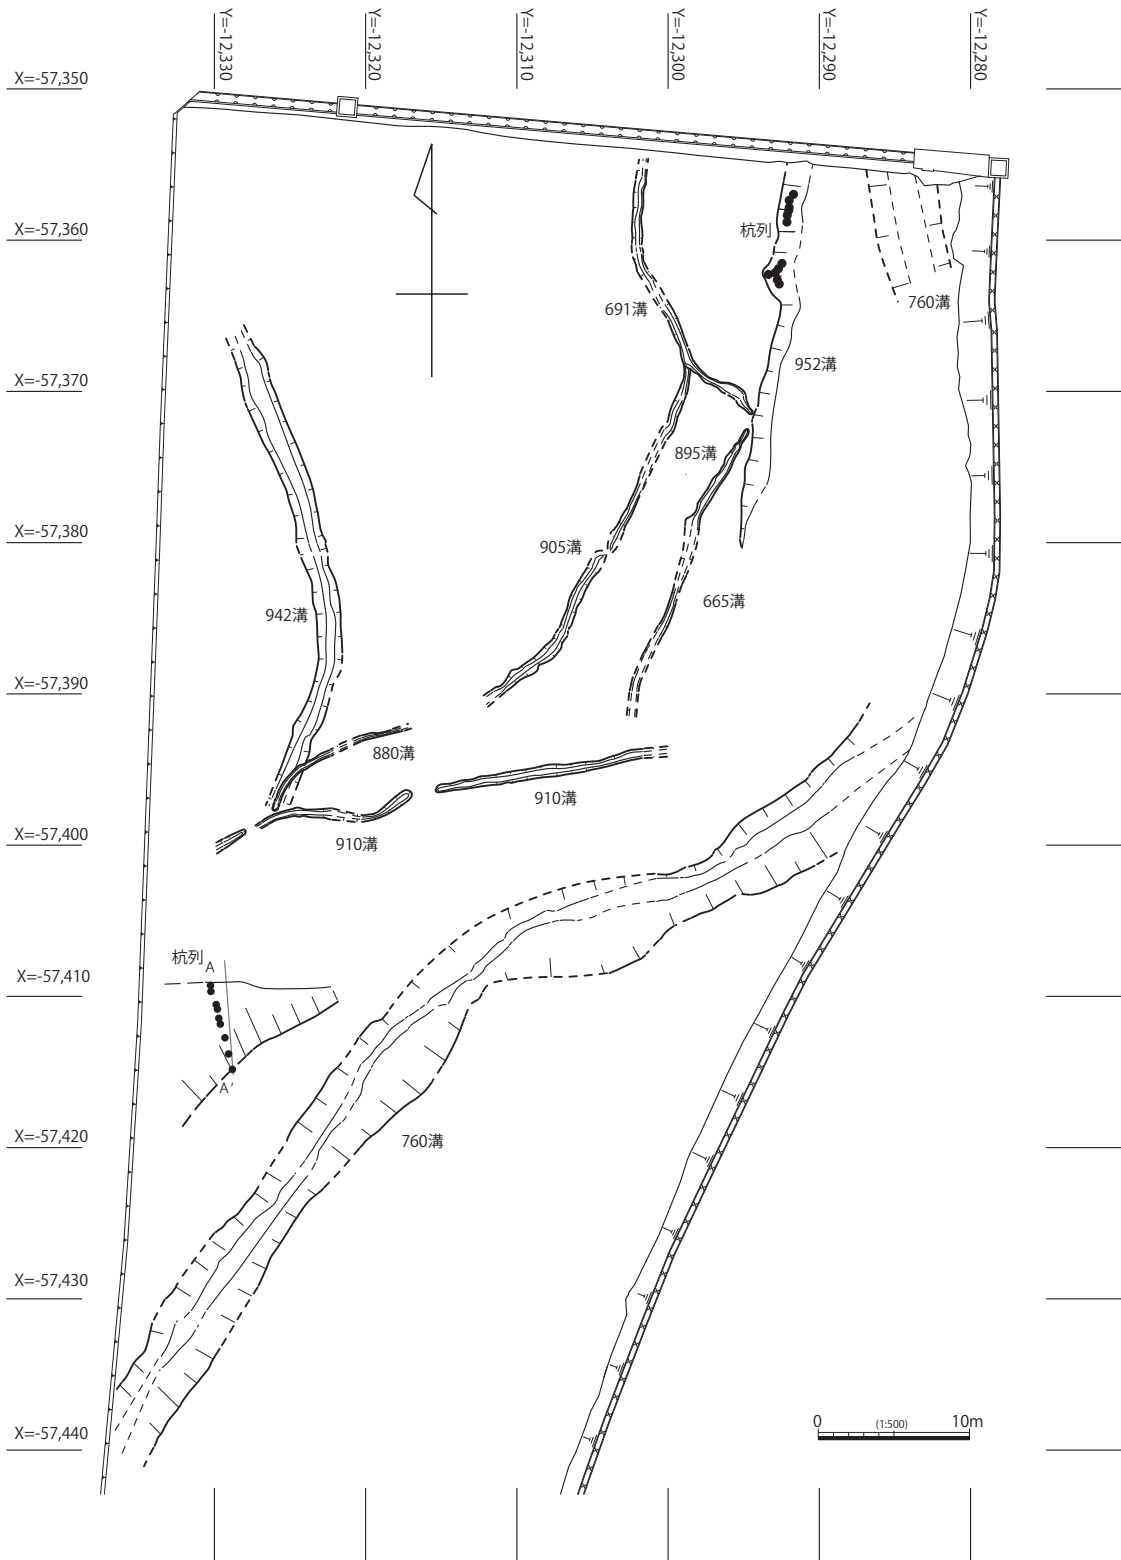 Y=-12,330
Y=-12,320
Y=-12,310
Y=-12,300
Y=-12,290
Y=-12,280
X=-57,350
X=-57,360
杭列
691溝
760溝
952溝
X=-57,370
895溝
X=-57,380
905溝
665溝
942溝
X=-57,390
880溝
910溝
X=-57,400
910溝
杭列
A
X=-57,410
A'
X=-57,420
760溝
X=-57,430
X=-57,440
0 (1:500) 10m